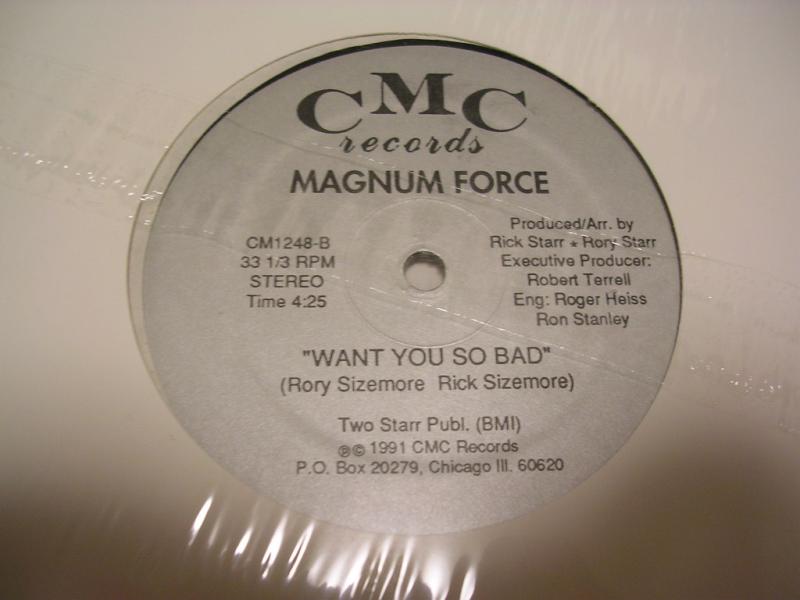 CMC
records
MAGNUM FORCE
CM1248-B
33 1/3 RPM
STEREO
Time 4:25
Produced/Arr. by
Rick Starr ★ Rory Starr
Executive Producer:
Robert Terrell
Eng: Roger Heiss
Ron Stanley
"WANT YOU SO BAD"
(Rory Sizemore Rick Sizemore)
Two Starr Publ. (BMI)
℗© 1991 CMC Records
P.O. Box 20279, Chicago Ill. 60620